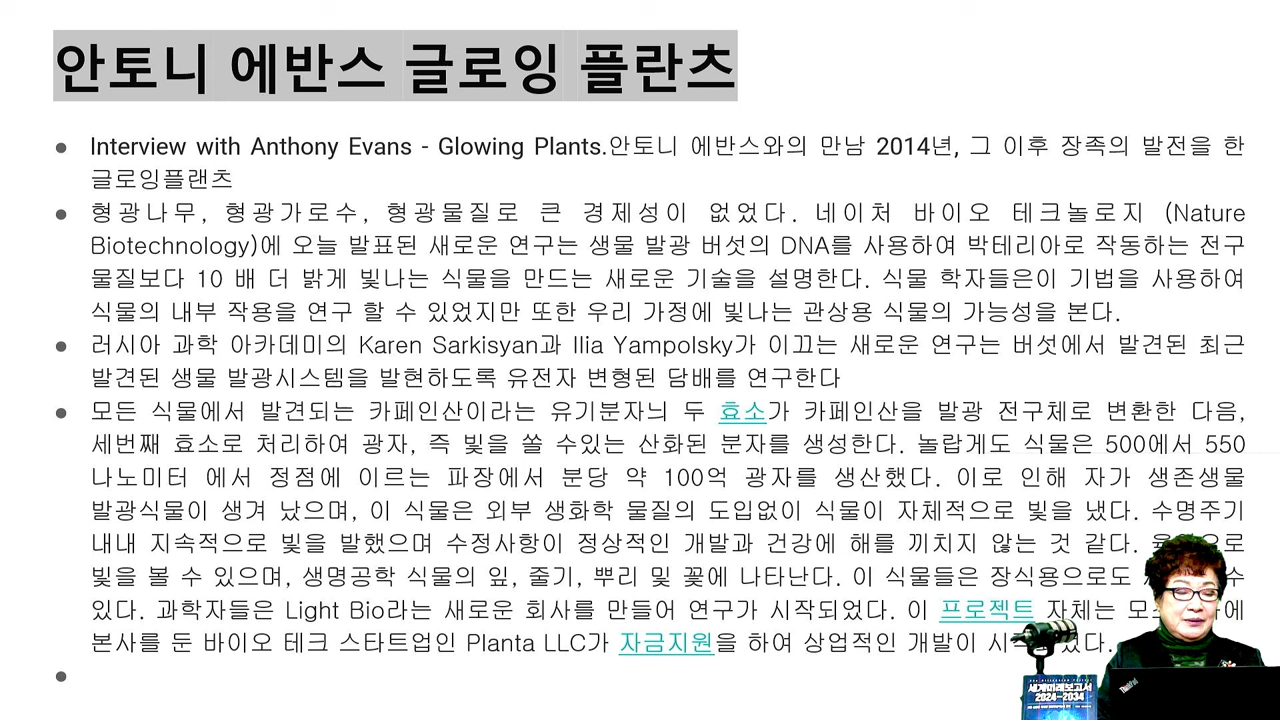 안토니 에반스 글로잉 플란츠
Interview with Anthony Evans - Glowing Plants.안토니 에반스와의 만남 2014년, 그 이후 장족의 발전을 한
글로잉플랜츠
형광나무, 형광가로수, 형광물질로 큰 경제성이 없었다. 네이처 바이오 테크놀로지 (Nature
Biotechnology)에 오늘 발표된 새로운 연구는 생물 발광 버섯의 DNA를 사용하여 박테리아로 작동하는 전구
물질보다 10 배 더 밝게 빛나는 식물을 만드는 새로운 기술을 설명한다. 식물 학자들은이 기법을 사용하여
식물의 내부 작용을 연구 할 수 있었지만 또한 우리 가정에 빛나는 관상용 식물의 가능성을 본다.
러시아 과학 아카데미의 Karen Sarkisyan과 Ilia Yampolsky가 이끄는 새로운 연구는 버섯에서 발견된 최근
발견된 생물 발광시스템을 발현하도록 유전자 변형된 담배를 연구한다
모든 식물에서 발견되는 카페인산이라는 유기분자늬 두 효소가 카페인산을 발광 전구체로 변환한 다음,
세번째 효소로 처리하여 광자, 즉 빛을 쏠 수있는 산화된 분자를 생성한다. 놀랍게도 식물은 500에서 550
나노미터 에서 정점에 이르는 파장에서 분당 약 100억 광자를 생산했다. 이로 인해 자가 생존생물
발광식물이 생겨 났으며, 이 식물은 외부 생화학 물질의 도입없이 식물이 자체적으로 빛을 냈다. 수명주기
내내 지속적으로 빛을 발했으며 수정사항이 정상적인 개발과 건강에 해를 끼치지 않는 것 같다.
빛을 볼 수 있으며, 생명공학 식물의 잎, 줄기, 뿌리 및 꽃에 나타난다. 이 식물들은 장식용으로도 수
있다. 과학자들은 Light Bio라는 새로운 회사를 만들어 연구가 시작되었다. 이 프로젝트 자체는
본사를 둔 바이오 테크 스타트업인 Planta LLC가 자금지원을 하여 상업적인 개발이
세계미래보고서
2024-2034
ThinkPad